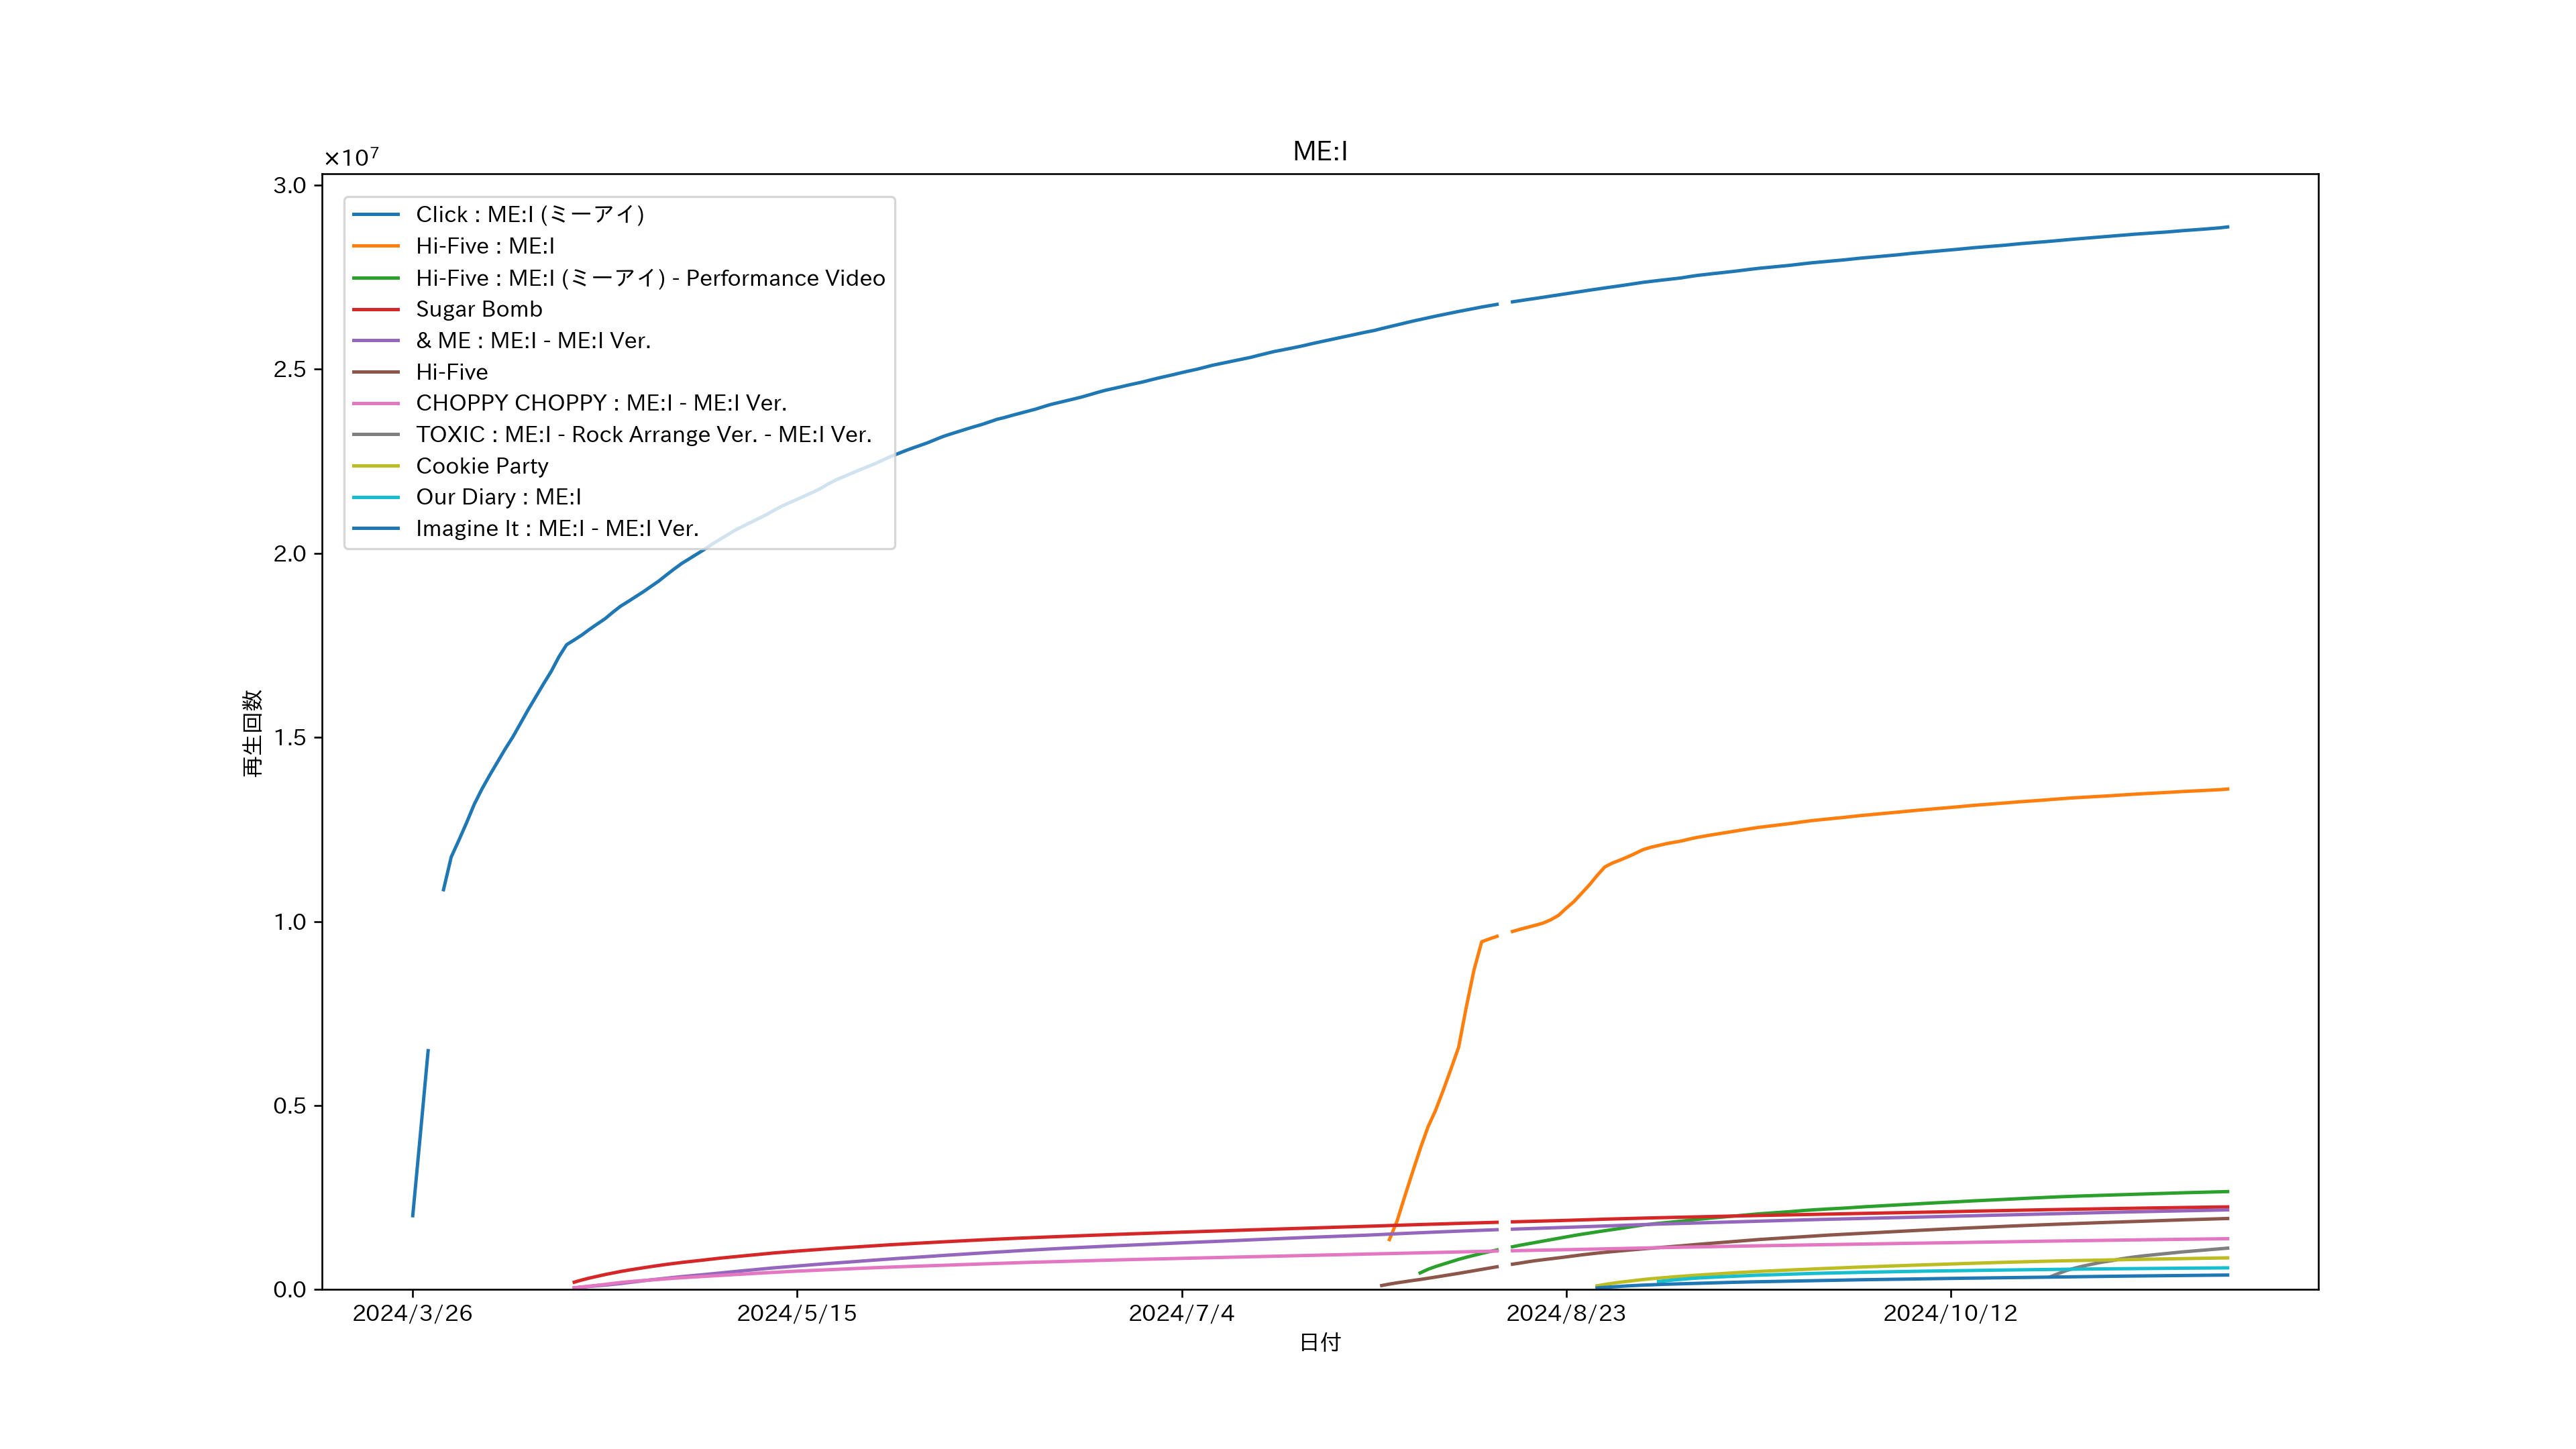 ME:I
×10⁷
3.0
2.5
2.0
1.5
1.0
0.5
0.0
再生回数
Click : ME:I (ミーアイ)
Hi-Five : ME:I
Hi-Five : ME:I (ミーアイ) - Performance Video
Sugar Bomb
& ME : ME:I - ME:I Ver.
Hi-Five
CHOPPY CHOPPY : ME:I - ME:I Ver.
TOXIC : ME:I - Rock Arrange Ver. - ME:I Ver.
Cookie Party
Our Diary : ME:I
Imagine It : ME:I - ME:I Ver.
2024/3/26
2024/5/15
2024/7/4
2024/8/23
2024/10/12
日付